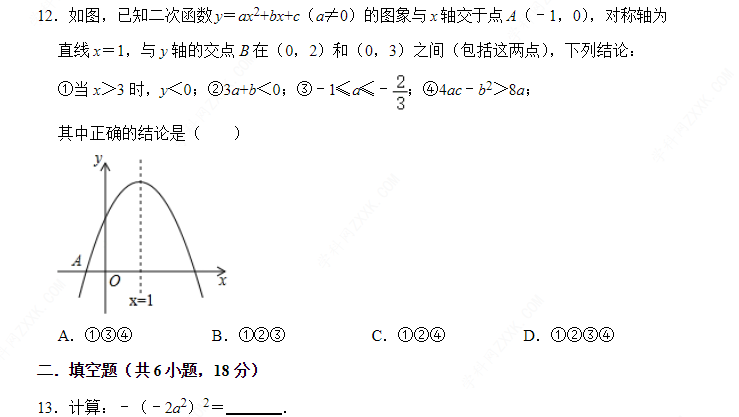 12．如图，已知二次函数y＝ax²+bx+c（a≠0）的图象与x轴交于点A（﹣1，0），对称轴为
直线x＝1，与y轴的交点B在（0，2）和（0，3）之间（包括这两点），下列结论：
①当x＞3时，y＜0；②3a+b＜0；③﹣1≤a≤﹣2/3；④4ac﹣b²＞8a；
其中正确的结论是（　　）
y
A
O
x
x=1
A．①③④ B．①②③ C．①②④ D．①②③④
二．填空题（共6小题，18分）
13．计算：﹣（﹣2a²）²＝______．